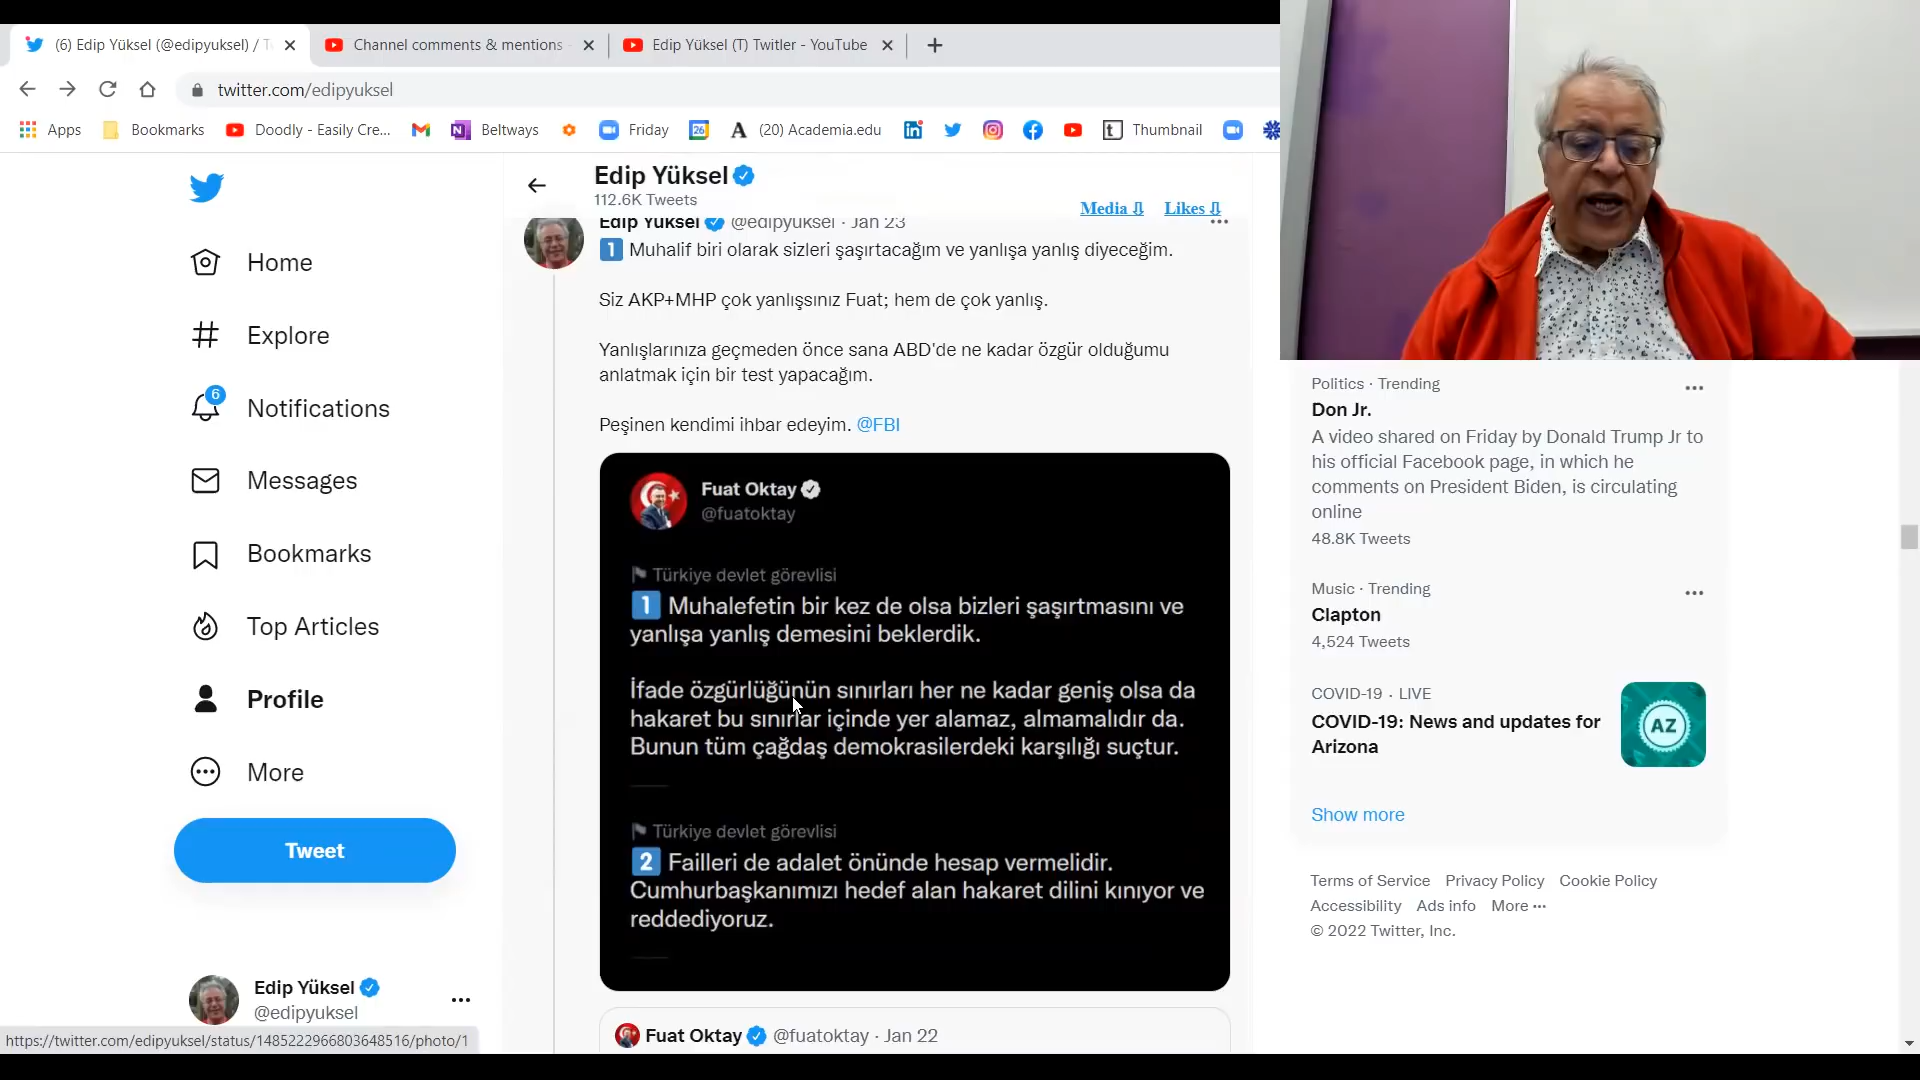 (6) Edip Yüksel (@edipyuksel) / T
Channel comments & mentions
Edip Yüksel (T) Twitler - YouTube
twitter.com/edipyuksel
Apps
Bookmarks
Doodly - Easily Cre...
Beltways
Friday
(20) Academia.edu
Thumbnail
Edip Yüksel
112.6K Tweets
Media ⇩
Likes ⇩
Home
Explore
6
Notifications
Messages
Bookmarks
Top Articles
Profile
More
Tweet
Edip Yüksel
@edipyuksel
https://twitter.com/edipyuksel/status/1485222966803648516/photo/1
Edip Yüksel @edipyuksel · Jan 23
1 Muhalif biri olarak sizleri şaşırtacağım ve yanlışa yanlış diyeceğim.
Siz AKP+MHP çok yanlışsınız Fuat; hem de çok yanlış.
Yanlışlarınıza geçmeden önce sana ABD'de ne kadar özgür olduğumu
anlatmak için bir test yapacağım.
Peşinen kendimi ihbar edeyim. @FBI
Fuat Oktay
@fuatoktay
Türkiye devlet görevlisi
1 Muhalefetin bir kez de olsa bizleri şaşırtmasını ve
yanlışa yanlış demesini beklerdik.
İfade özgürlüğünün sınırları her ne kadar geniş olsa da
hakaret bu sınırlar içinde yer alamaz, almamalıdır da.
Bunun tüm çağdaş demokrasilerdeki karşılığı suçtur.
Türkiye devlet görevlisi
2 Failleri de adalet önünde hesap vermelidir.
Cumhurbaşkanımızı hedef alan hakaret dilini kınıyor ve
reddediyoruz.
Fuat Oktay @fuatoktay · Jan 22
Politics · Trending
Don Jr.
A video shared on Friday by Donald Trump Jr to
his official Facebook page, in which he
comments on President Biden, is circulating
online
48.8K Tweets
Music · Trending
Clapton
4,524 Tweets
COVID-19 · LIVE
COVID-19: News and updates for
Arizona
AZ
Show more
Terms of Service Privacy Policy Cookie Policy
Accessibility Ads info More ···
© 2022 Twitter, Inc.